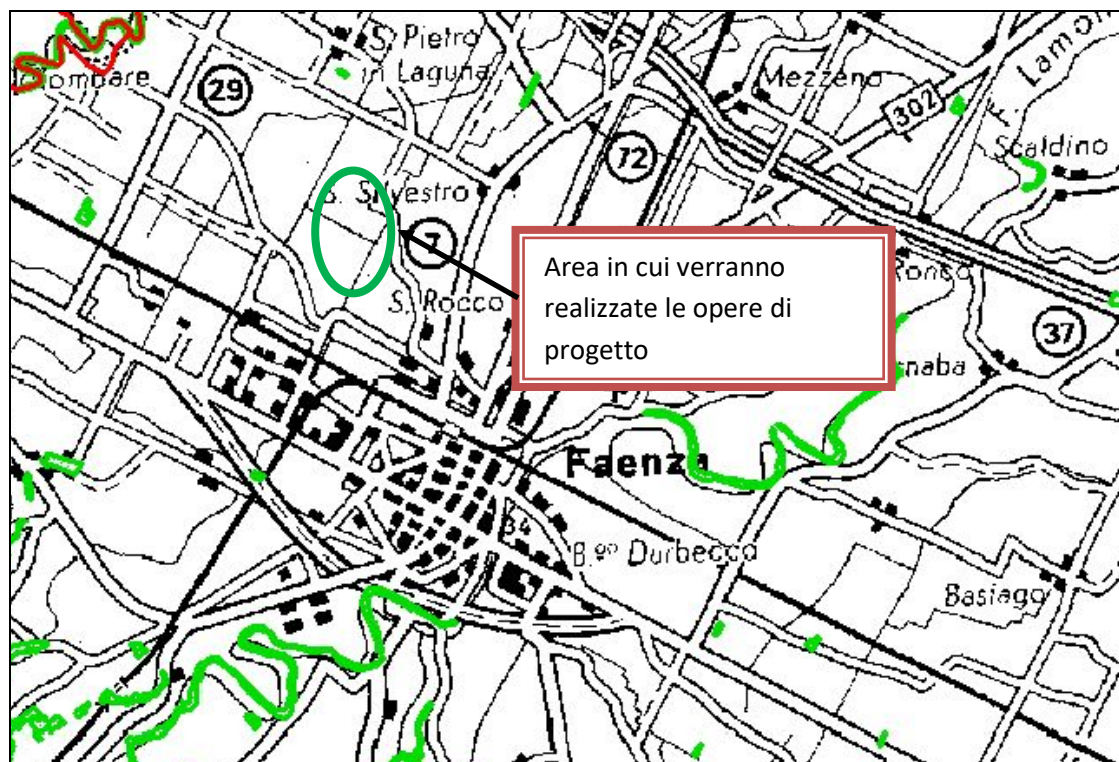 S. Pietro
in Laguna
29
Mezzeno
302
Lamon
F.
Scaldino
72
S. Silvestro
7
Area in cui verranno
realizzate le opere di
progetto
Ronco
S. Rocco
37
Faenza
34
B.go Durbecco
Basiago